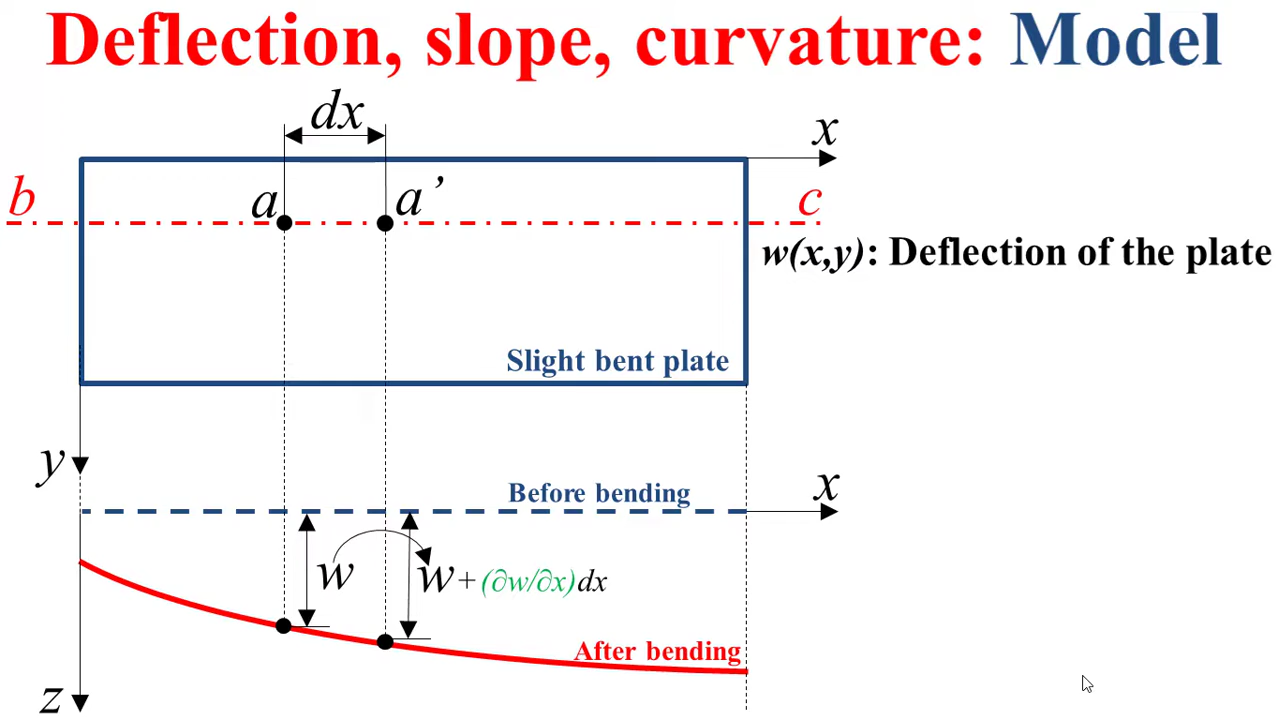 Deflection, slope, curvature: Model
dx
x
b
a
a’
c
w(x,y): Deflection of the plate
Slight bent plate
y
Before bending
x
w
w+(∂w/∂x)dx
After bending
z